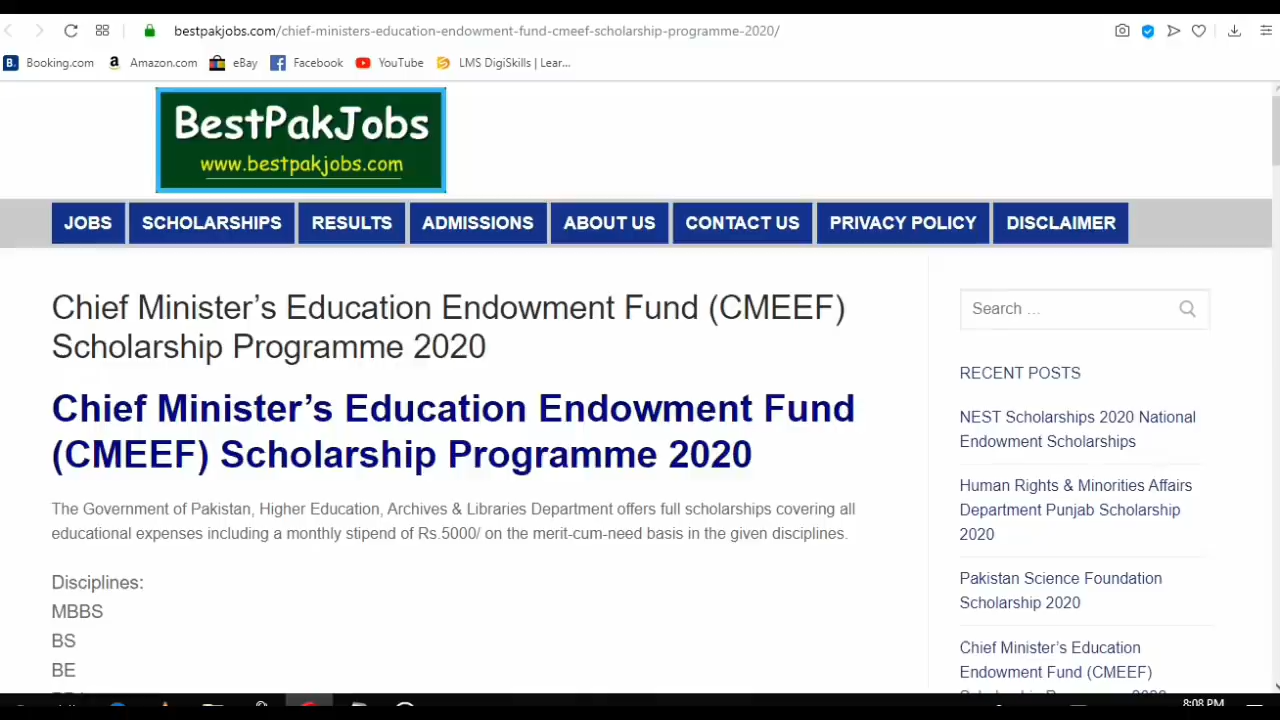 bestpakjobs.com/chief-ministers-education-endowment-fund-cmeef-scholarship-programme-2020/
B. Booking.com a Amazon.com eBay Facebook YouTube LMS DigiSkills | Lear...
BestPakJobs
www.bestpakjobs.com
JOBS SCHOLARSHIPS RESULTS ADMISSIONS ABOUT US CONTACT US PRIVACY POLICY DISCLAIMER
Chief Minister’s Education Endowment Fund (CMEEF)
Scholarship Programme 2020
Chief Minister’s Education Endowment Fund
(CMEEF) Scholarship Programme 2020
The Government of Pakistan, Higher Education, Archives & Libraries Department offers full scholarships covering all
educational expenses including a monthly stipend of Rs.5000/ on the merit-cum-need basis in the given disciplines.
Disciplines:
MBBS
BS
BE
Search ...
RECENT POSTS
NEST Scholarships 2020 National
Endowment Scholarships
Human Rights & Minorities Affairs
Department Punjab Scholarship
2020
Pakistan Science Foundation
Scholarship 2020
Chief Minister’s Education
Endowment Fund (CMEEF)
8:08 PM